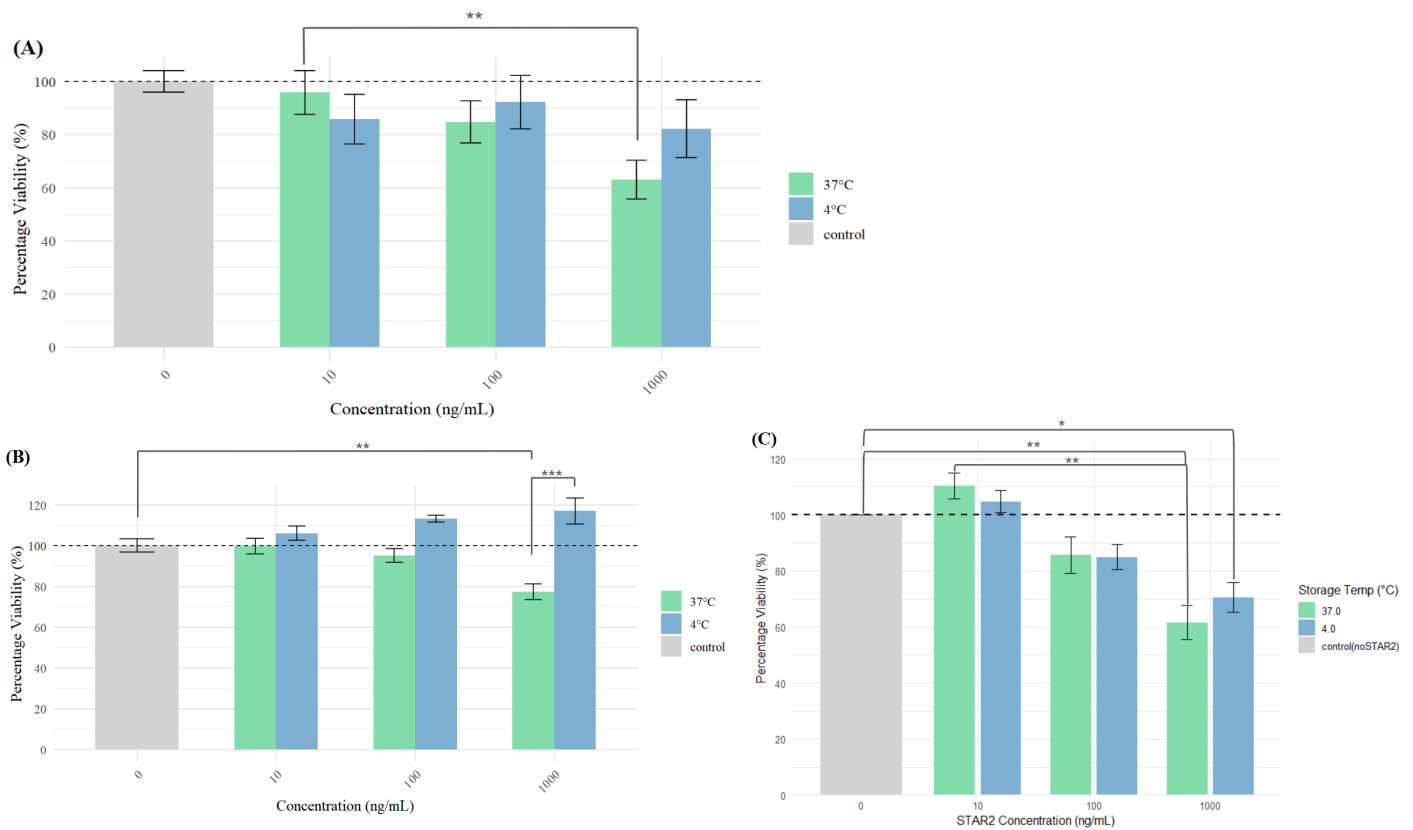 **
(A)
100
80
60
40
20
0
Percentage Viability (%)
0
10
100
1000
Concentration (ng/mL)
37°C
4°C
control
(B)
**
***
120
100
80
60
40
20
0
Percentage Viability (%)
0
10
100
1000
Concentration (ng/mL)
37°C
4°C
control
(C)
*
**
**
120
100
80
60
40
20
0
Percentage Viability (%)
0
10
100
1000
STAR2 Concentration (ng/mL)
Storage Temp (°C)
37.0
4.0
control(noSTAR2)